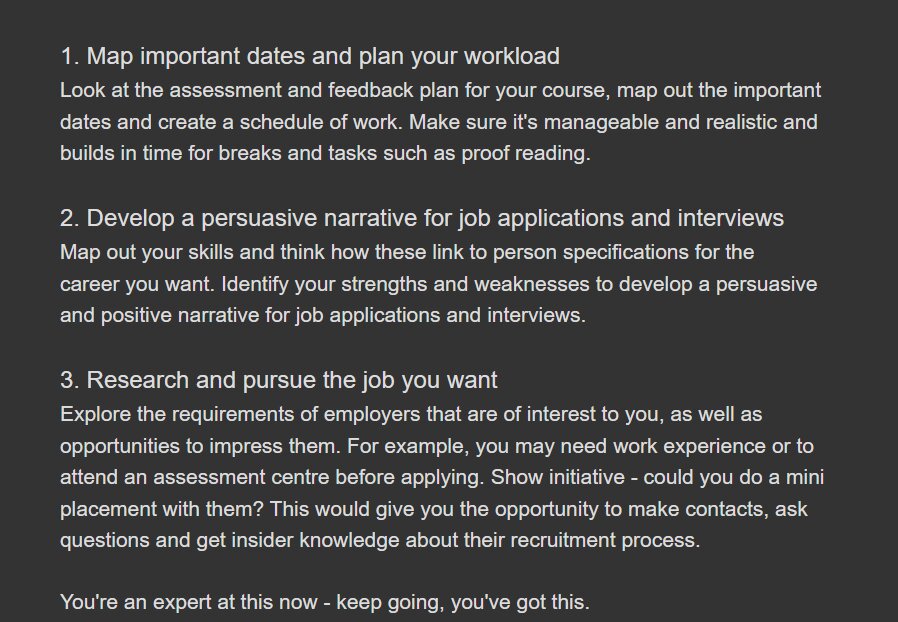 1. Map important dates and plan your workload
Look at the assessment and feedback plan for your course, map out the important
dates and create a schedule of work. Make sure it's manageable and realistic and
builds in time for breaks and tasks such as proof reading.
2. Develop a persuasive narrative for job applications and interviews
Map out your skills and think how these link to person specifications for the
career you want. Identify your strengths and weaknesses to develop a persuasive
and positive narrative for job applications and interviews.
3. Research and pursue the job you want
Explore the requirements of employers that are of interest to you, as well as
opportunities to impress them. For example, you may need work experience or to
attend an assessment centre before applying. Show initiative - could you do a mini
placement with them? This would give you the opportunity to make contacts, ask
questions and get insider knowledge about their recruitment process.
You're an expert at this now - keep going, you've got this.